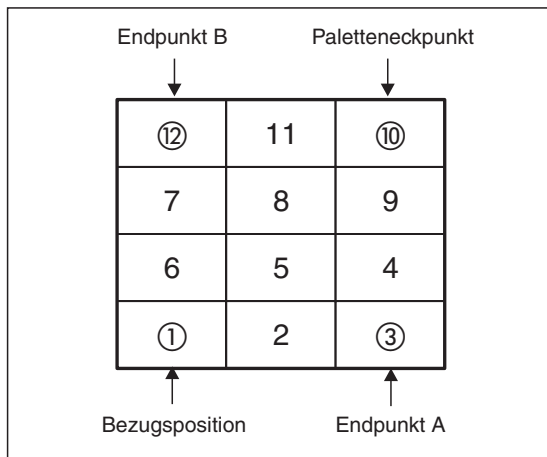 Endpunkt B Paletteneckpunkt
⑫ 11 ⑩
7 8 9
6 5 4
① 2 ③
Bezugsposition Endpunkt A